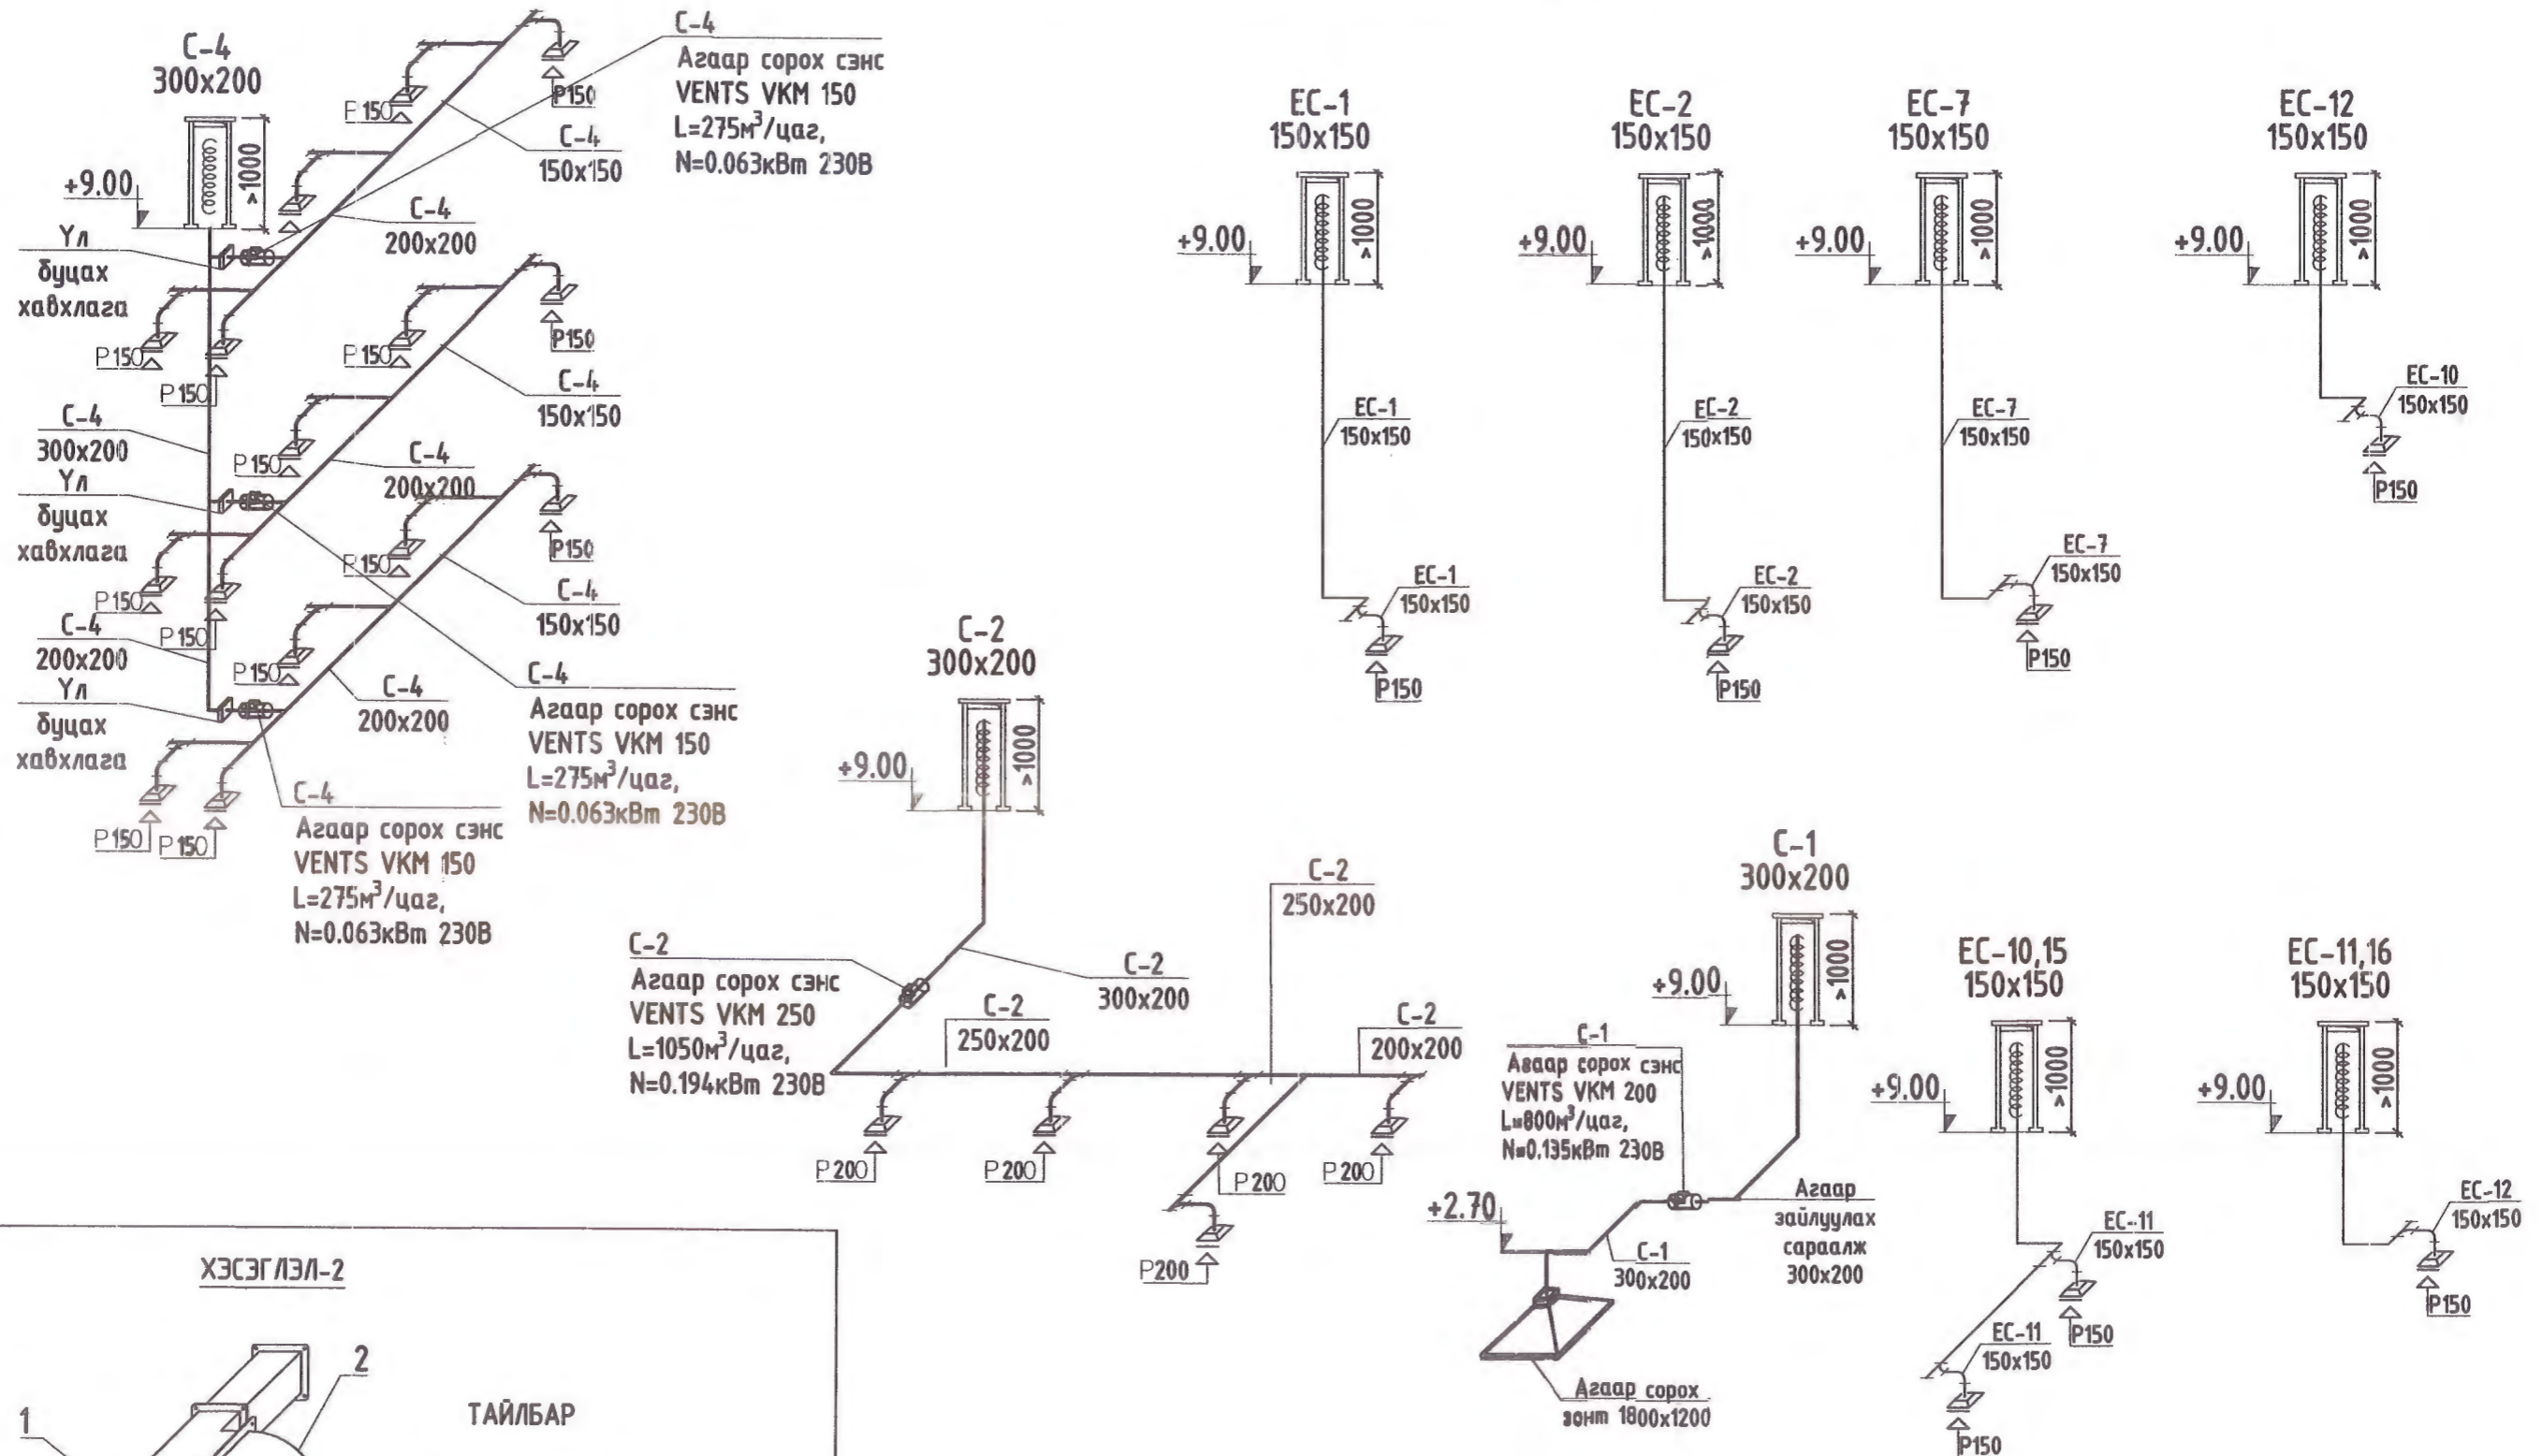 C-4
300x200
+9.00
^1000
Үл
буцах
хавхлага
P150
P150
P150
P150
C-4
150x150
C-4
200x200
C-4
Агаар сорох сэнс
VENTS VKM 150
L=275м³/цаг,
N=0.063кВт 230В
C-4
300x200
Үл
буцах
хавхлага
P150
P150
P150
P150
P150
C-4
150x150
C-4
200x200
C-4
200x200
Үл
буцах
хавхлага
P150
P150
P150
P150
P150
C-4
150x150
C-4
200x200
C-4
Агаар сорох сэнс
VENTS VKM 150
L=275м³/цаг,
N=0.063кВт 230В
C-4
Агаар сорох сэнс
VENTS VKM 150
L=275м³/цаг,
N=0.063кВт 230В
EC-1
150x150
+9.00
^1000
EC-1
150x150
EC-1
150x150
P150
EC-2
150x150
+9.00
^1000
EC-2
150x150
EC-2
150x150
P150
EC-7
150x150
+9.00
^1000
EC-7
150x150
EC-7
150x150
P150
EC-12
150x150
+9.00
^1000
EC-10
150x150
P150
C-2
300x200
+9.00
^1000
C-2
Агаар сорох сэнс
VENTS VKM 250
L=1050м³/цаг,
N=0.194кВт 230В
C-2
300x200
C-2
250x200
C-2
250x200
C-2
200x200
P200
P200
P200
P200
P200
C-1
300x200
+9.00
^1000
C-1
Агаар сорох сэнс
VENTS VKM 200
L=800м³/цаг,
N=0.135кВт 230В
+2.70
C-1
300x200
Агаар
зайлуулах
сараалж
300x200
Агаар сорох
зонт 1800x1200
EC-10,15
150x150
+9.00
^1000
EC-11
150x150
P150
EC-11
150x150
P150
EC-11,16
150x150
+9.00
^1000
EC-12
150x150
P150
ХЭСЭГЛЭЛ-2
1
2
ТАЙЛБАР